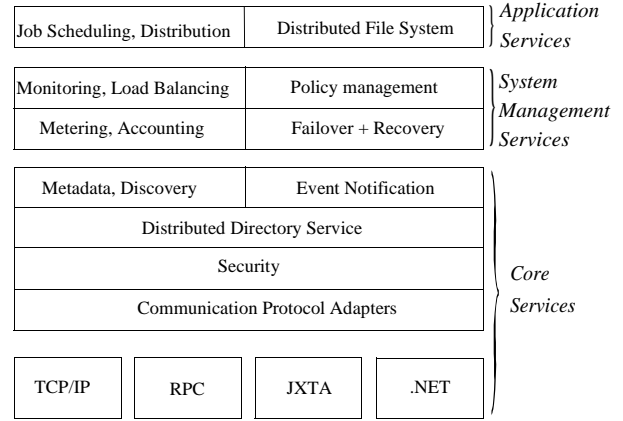 Job Scheduling, Distribution
Distributed File System
Application
Services
Monitoring, Load Balancing
Policy management
Metering, Accounting
Failover + Recovery
System
Management
Services
Metadata, Discovery
Event Notification
Distributed Directory Service
Security
Communication Protocol Adapters
Core
Services
TCP/IP
RPC
JXTA
.NET